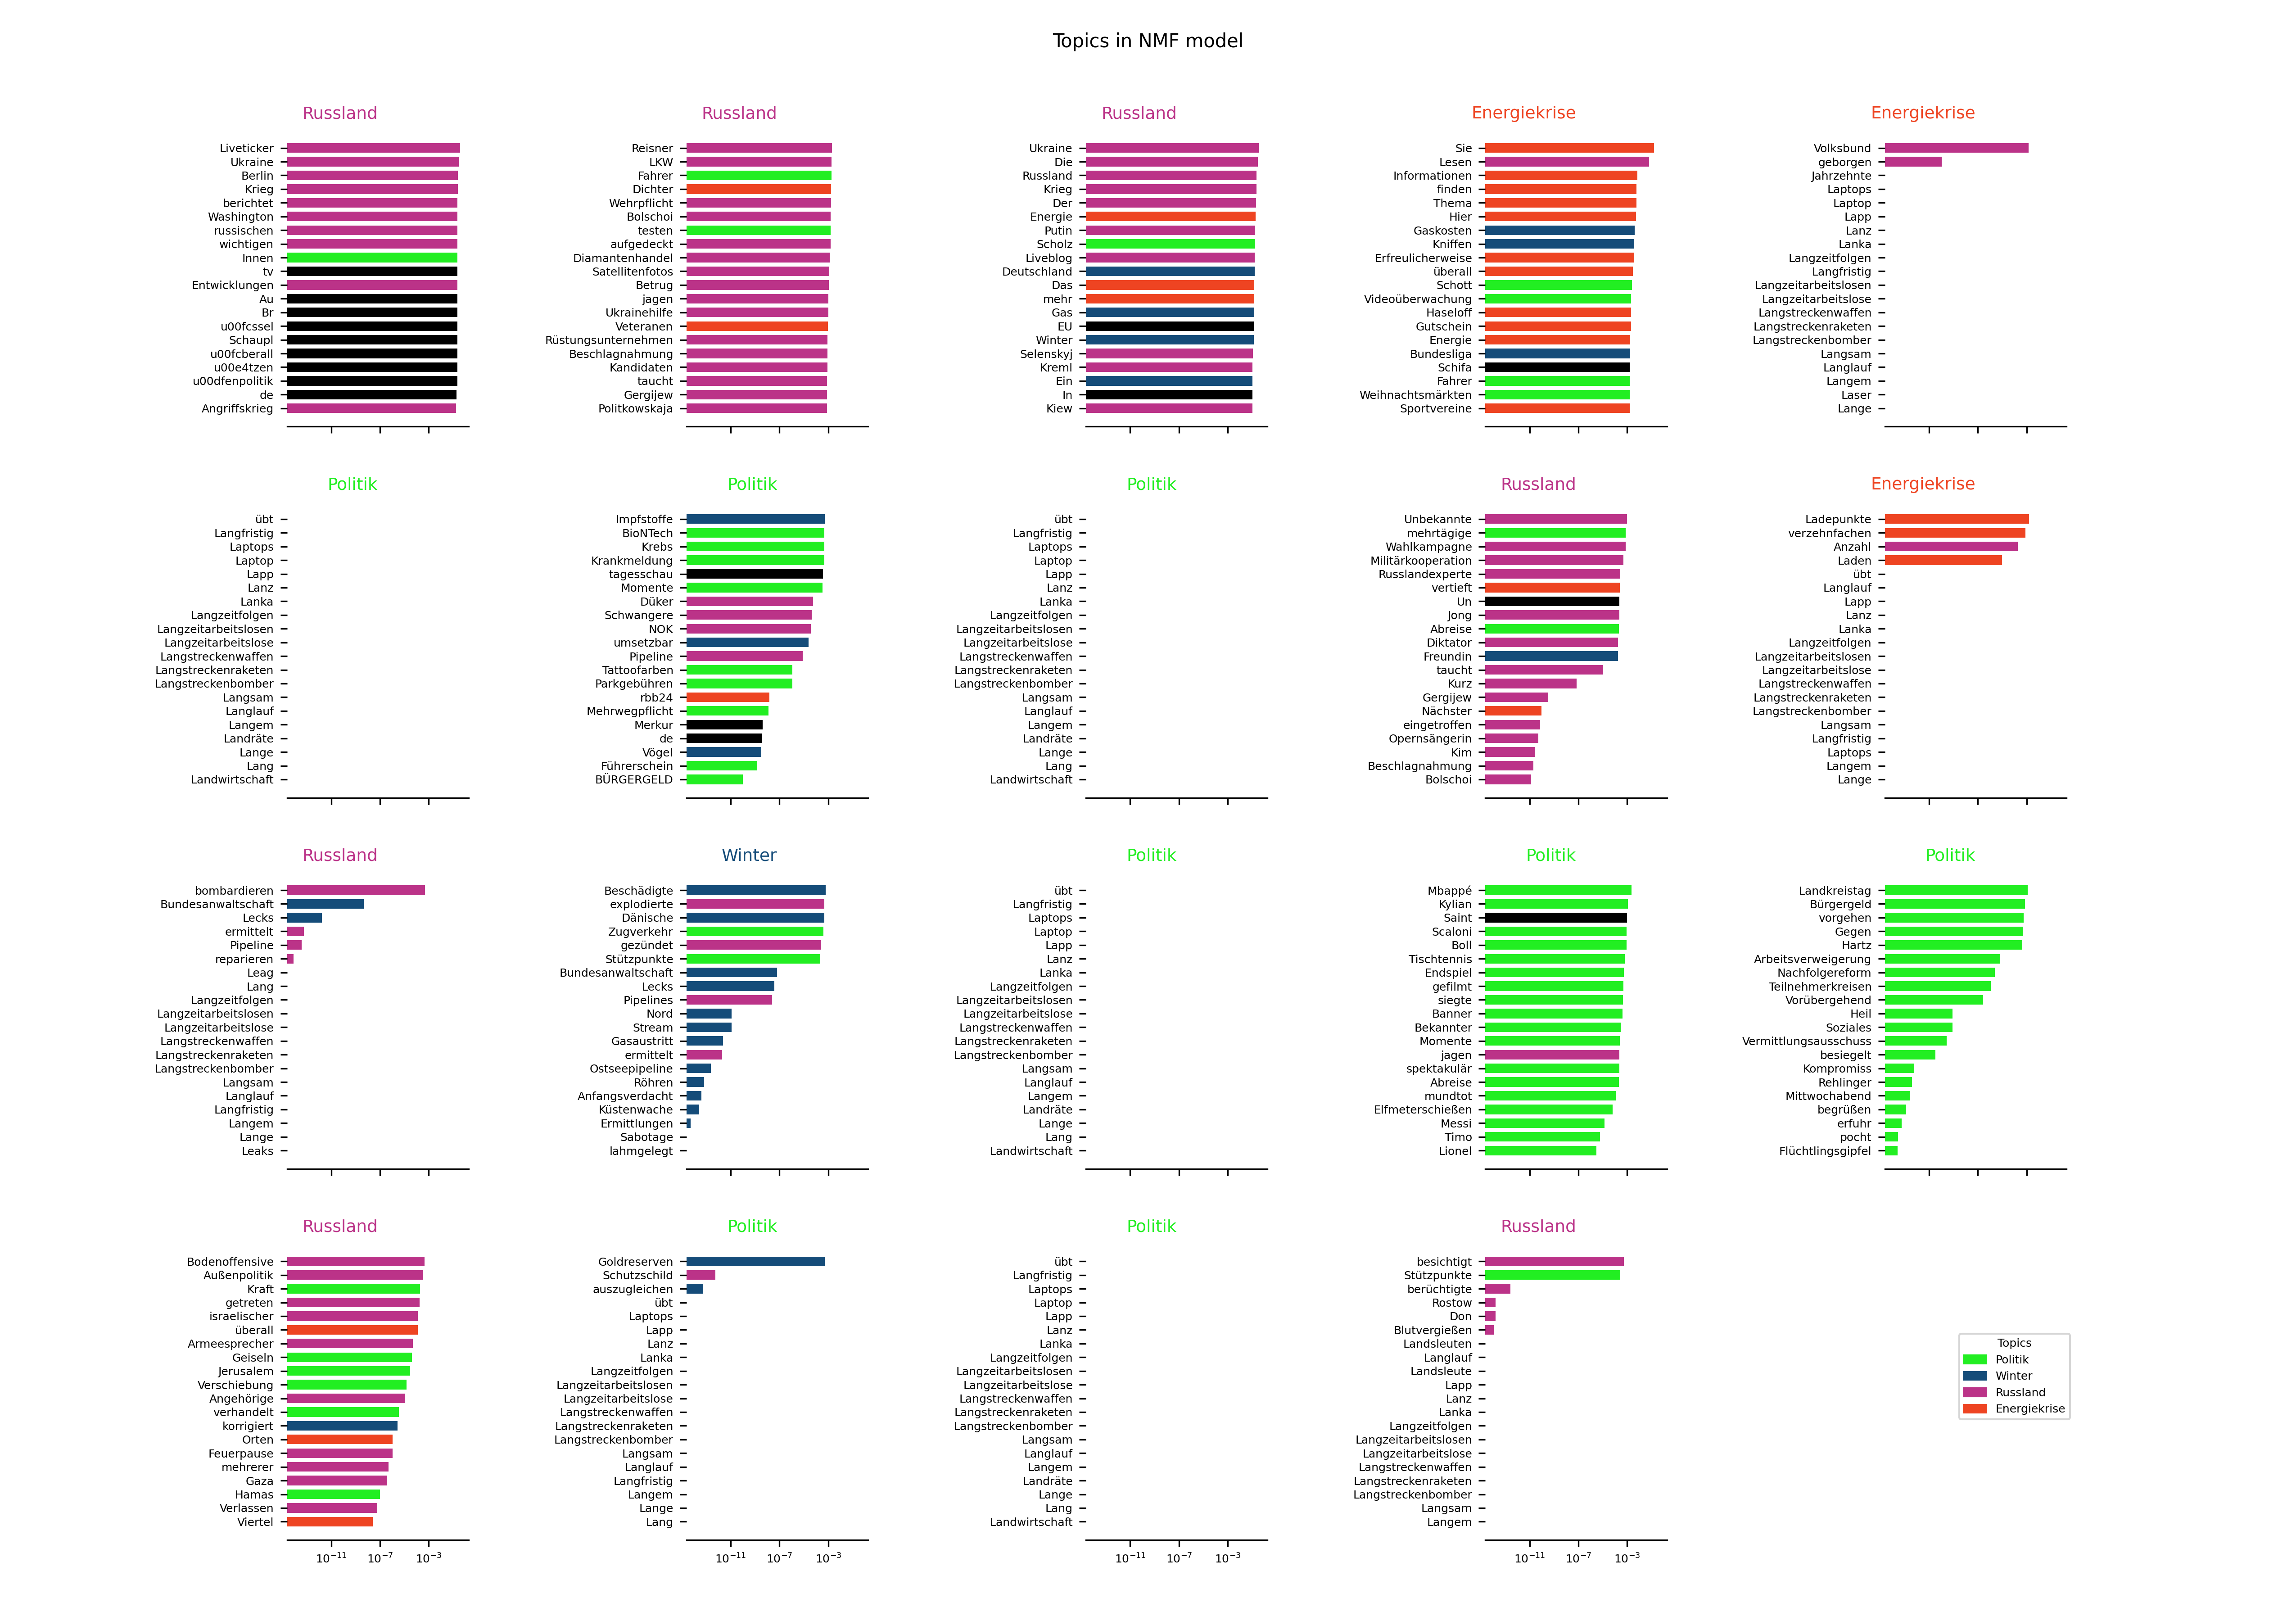 Topics in NMF model
Russland
Liveticker
Ukraine
Berlin
Krieg
berichtet
Washington
russischen
wichtigen
Innen
tv
Entwicklungen
Au
Br
u00fcssel
Schaupl
u00fcberall
u00e4tzen
u00dfenpolitik
de
Angriffskrieg
Russland
Reisner
LKW
Fahrer
Dichter
Wehrpflicht
Bolschoi
testen
aufgedeckt
Diamantenhandel
Satellitenfotos
Betrug
jagen
Ukrainehilfe
Veteranen
Rüstungsunternehmen
Beschlagnahmung
Kandidaten
taucht
Gergijew
Politkowskaja
Russland
Ukraine
Die
Russland
Krieg
Der
Energie
Putin
Scholz
Liveblog
Deutschland
Das
mehr
Gas
EU
Winter
Selenskyj
Kreml
Ein
In
Kiew
Energiekrise
Sie
Lesen
Informationen
finden
Thema
Hier
Gaskosten
Kniffen
Erfreulicherweise
überall
Schott
Videoüberwachung
Haseloff
Gutschein
Energie
Bundesliga
Schifa
Fahrer
Weihnachtsmärkten
Sportvereine
Energiekrise
Volksbund
geborgen
Jahrzehnte
Laptops
Laptop
Lapp
Lanz
Lanka
Langzeitfolgen
Langfristig
Langzeitarbeitslosen
Langzeitarbeitslose
Langstreckenwaffen
Langstreckenraketen
Langstreckenbomber
Langsam
Langlauf
Langem
Laser
Lange
Politik
übt
Langfristig
Laptops
Laptop
Lapp
Lanz
Lanka
Langzeitfolgen
Langzeitarbeitslosen
Langzeitarbeitslose
Langstreckenwaffen
Langstreckenraketen
Langstreckenbomber
Langsam
Langlauf
Langem
Landräte
Lange
Lang
Landwirtschaft
Politik
Impfstoffe
BioNTech
Krebs
Krankmeldung
tagesschau
Momente
Düker
Schwangere
NOK
umsetzbar
Pipeline
Tattoofarben
Parkgebühren
rbb24
Mehrwegpflicht
Merkur
de
Vögel
Führerschein
BÜRGERGELD
Politik
übt
Langfristig
Laptops
Laptop
Lapp
Lanz
Lanka
Langzeitfolgen
Langzeitarbeitslosen
Langzeitarbeitslose
Langstreckenwaffen
Langstreckenraketen
Langstreckenbomber
Langsam
Langlauf
Langem
Landräte
Lange
Lang
Landwirtschaft
Russland
Unbekannte
mehrtägige
Wahlkampagne
Militärkooperation
Russlandexperte
vertieft
Un
Jong
Abreise
Diktator
Freundin
taucht
Kurz
Gergijew
Nächster
eingetroffen
Opernsängerin
Kim
Beschlagnahmung
Bolschoi
Energiekrise
Ladepunkte
verzehnfachen
Anzahl
Laden
übt
Langlauf
Lapp
Lanz
Lanka
Langzeitfolgen
Langzeitarbeitslosen
Langzeitarbeitslose
Langstreckenwaffen
Langstreckenraketen
Langstreckenbomber
Langsam
Langfristig
Laptops
Langem
Lange
Russland
bombardieren
Bundesanwaltschaft
Lecks
ermittelt
Pipeline
reparieren
Leag
Lang
Langzeitfolgen
Langzeitarbeitslosen
Langzeitarbeitslose
Langstreckenwaffen
Langstreckenraketen
Langstreckenbomber
Langsam
Langlauf
Langfristig
Langem
Lange
Leaks
Winter
Beschädigte
explodierte
Dänische
Zugverkehr
gezündet
Stützpunkte
Bundesanwaltschaft
Lecks
Pipelines
Nord
Stream
Gasaustritt
ermittelt
Ostseepipeline
Röhren
Anfangsverdacht
Küstenwache
Ermittlungen
Sabotage
lahmgelegt
Politik
übt
Langfristig
Laptops
Laptop
Lapp
Lanz
Lanka
Langzeitfolgen
Langzeitarbeitslosen
Langzeitarbeitslose
Langstreckenwaffen
Langstreckenraketen
Langstreckenbomber
Langsam
Langlauf
Langem
Landräte
Lange
Lang
Landwirtschaft
Politik
Mbappé
Kylian
Saint
Scaloni
Boll
Tischtennis
Endspiel
gefilmt
siegte
Banner
Bekannter
Momente
jagen
spektakulär
Abreise
mundtot
Elfmeterschießen
Messi
Timo
Lionel
Politik
Landkreistag
Bürgergeld
vorgehen
Gegen
Hartz
Arbeitsverweigerung
Nachfolgereform
Teilnehmerkreisen
Vorübergehend
Heil
Soziales
Vermittlungsausschuss
besiegelt
Kompromiss
Rehlinger
Mittwochabend
begrüßen
erfuhr
pocht
Flüchtlingsgipfel
Russland
Bodenoffensive
Außenpolitik
Kraft
getreten
israelischer
überall
Armeesprecher
Geiseln
Jerusalem
Verschiebung
Angehörige
verhandelt
korrigiert
Orten
Feuerpause
mehrerer
Gaza
Hamas
Verlassen
Viertel
10⁻¹¹ 10⁻⁷ 10⁻³
Politik
Goldreserven
Schutzschild
auszugleichen
übt
Laptops
Lapp
Lanz
Lanka
Langzeitfolgen
Langzeitarbeitslosen
Langzeitarbeitslose
Langstreckenwaffen
Langstreckenraketen
Langstreckenbomber
Langsam
Langlauf
Langfristig
Langem
Lange
Lang
10⁻¹¹ 10⁻⁷ 10⁻³
Politik
übt
Langfristig
Laptops
Laptop
Lapp
Lanz
Lanka
Langzeitfolgen
Langzeitarbeitslosen
Langzeitarbeitslose
Langstreckenwaffen
Langstreckenraketen
Langstreckenbomber
Langsam
Langlauf
Langem
Landräte
Lange
Lang
Landwirtschaft
10⁻¹¹ 10⁻⁷ 10⁻³
Russland
besichtigt
Stützpunkte
berüchtigte
Rostow
Don
Blutvergießen
Landsleuten
Langlauf
Landsleute
Lapp
Lanz
Lanka
Langzeitfolgen
Langzeitarbeitslosen
Langzeitarbeitslose
Langstreckenwaffen
Langstreckenraketen
Langstreckenbomber
Langsam
Langem
10⁻¹¹ 10⁻⁷ 10⁻³
Topics
Politik
Winter
Russland
Energiekrise